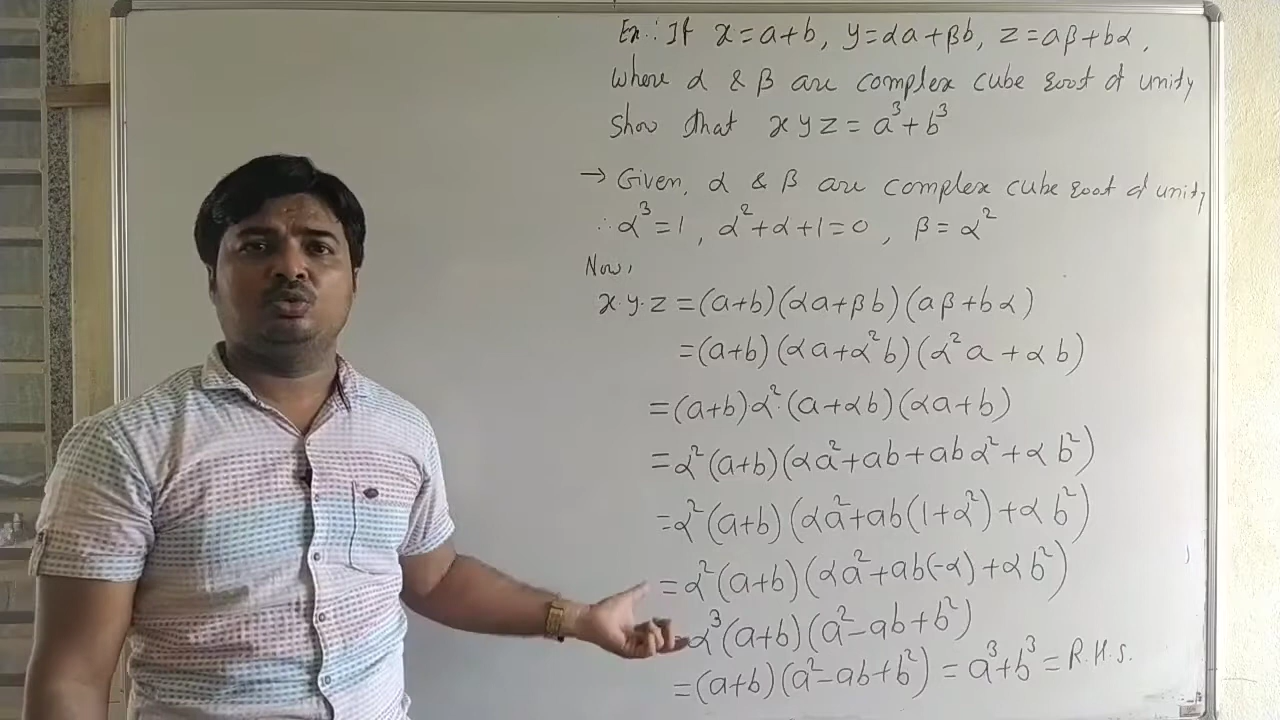 Ex.: If x=a+b, y=αa+βb, z=aβ+bα,
where α & β are complex cube root of unity
Show that xyz=a³+b³
→ Given, α & β are complex cube root of unity
∴ α³=1, α²+α+1=0, β=α²
Now,
x.y.z=(a+b)(αa+βb)(aβ+bα)
=(a+b)(αa+α²b)(α²a+αb)
=(a+b)α².(a+αb)(αa+b)
=α²(a+b)(αa²+ab+abα²+αb²)
=α²(a+b)(αa²+ab(1+α²)+αb²)
=α²(a+b)(αa²+ab(-α)+αb²)
=α³(a+b)(a²-ab+b²)
=(a+b)(a²-ab+b²)=a³+b³=R.H.S.